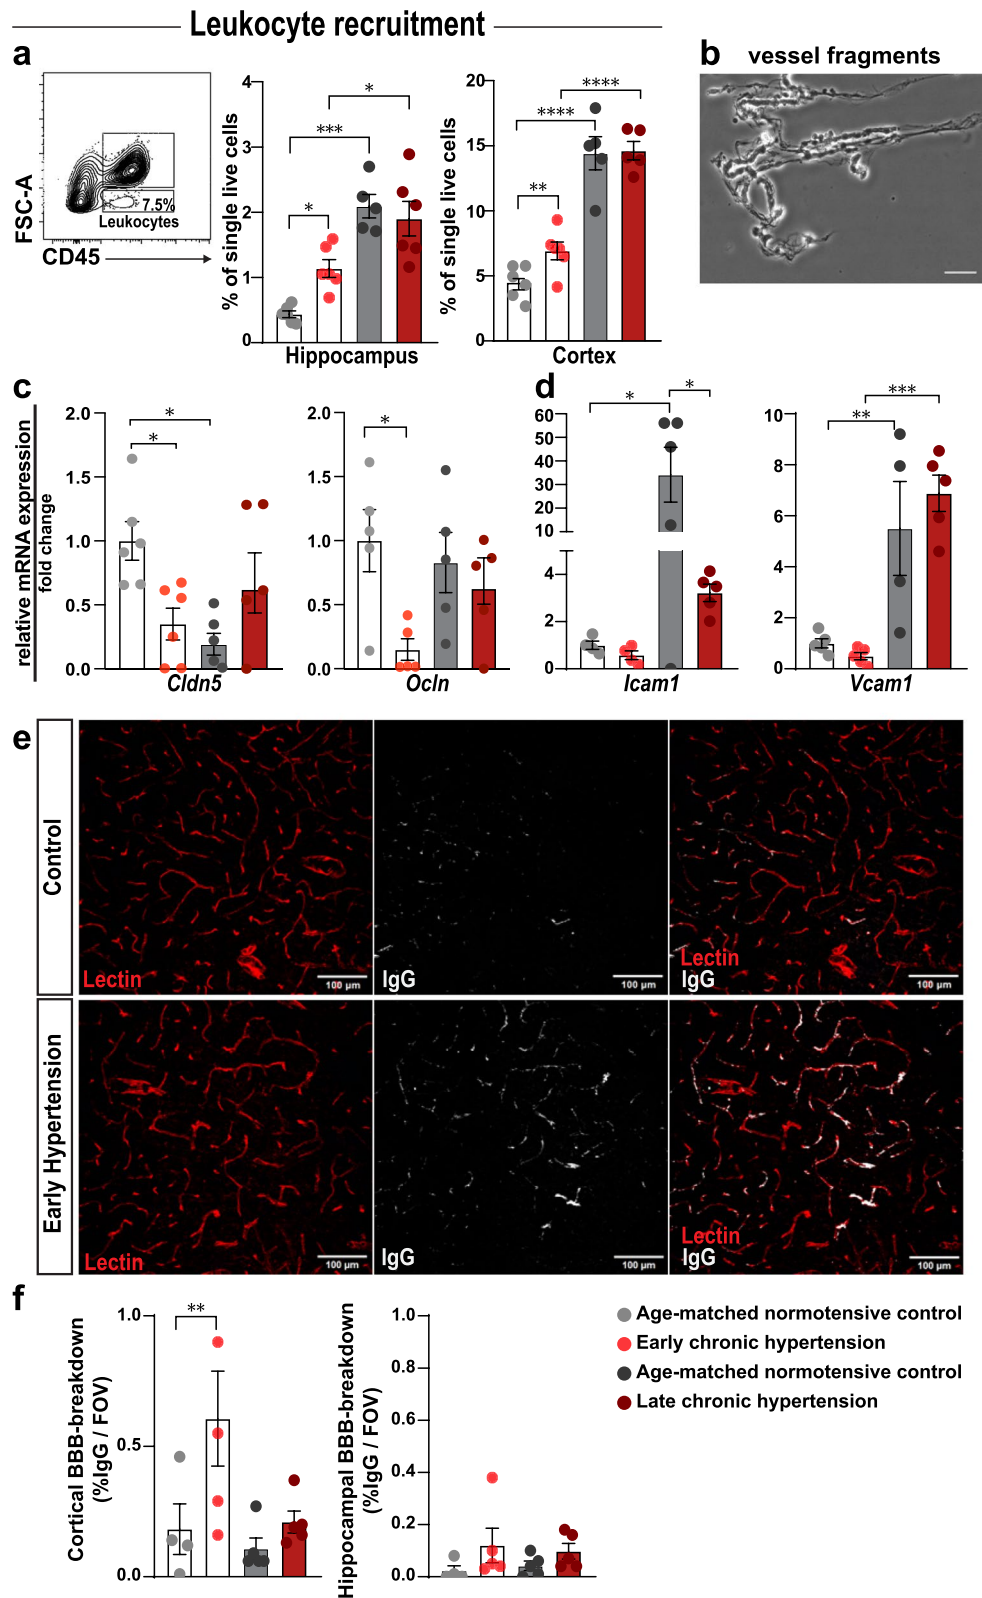 Leukocyte recruitment
a
FSC-A
CD45
7.5%
Leukocytes
% of single live cells
4
3
2
1
0
*
***
*
Hippocampus
% of single live cells
20
15
10
5
0
**
****
****
Cortex
b
vessel fragments
c
relative mRNA expression
fold change
2.0
1.5
1.0
0.5
0.0
*
*
Cldn5
2.0
1.5
1.0
0.5
0.0
*
Ocln
d
60
50
40
30
20
10
4
2
0
*
*
Icam1
10
8
6
4
2
0
**
***
Vcam1
e
Control
Lectin
100 µm
IgG
100 µm
Lectin
IgG
100 µm
Early Hypertension
Lectin
100 µm
IgG
100 µm
Lectin
IgG
100 µm
f
Cortical BBB-breakdown
(%IgG / FOV)
1.0
0.5
0.0
**
Hippocampal BBB-breakdown
(%IgG / FOV)
1.0
0.8
0.6
0.4
0.2
0.0
Age-matched normotensive control
Early chronic hypertension
Age-matched normotensive control
Late chronic hypertension